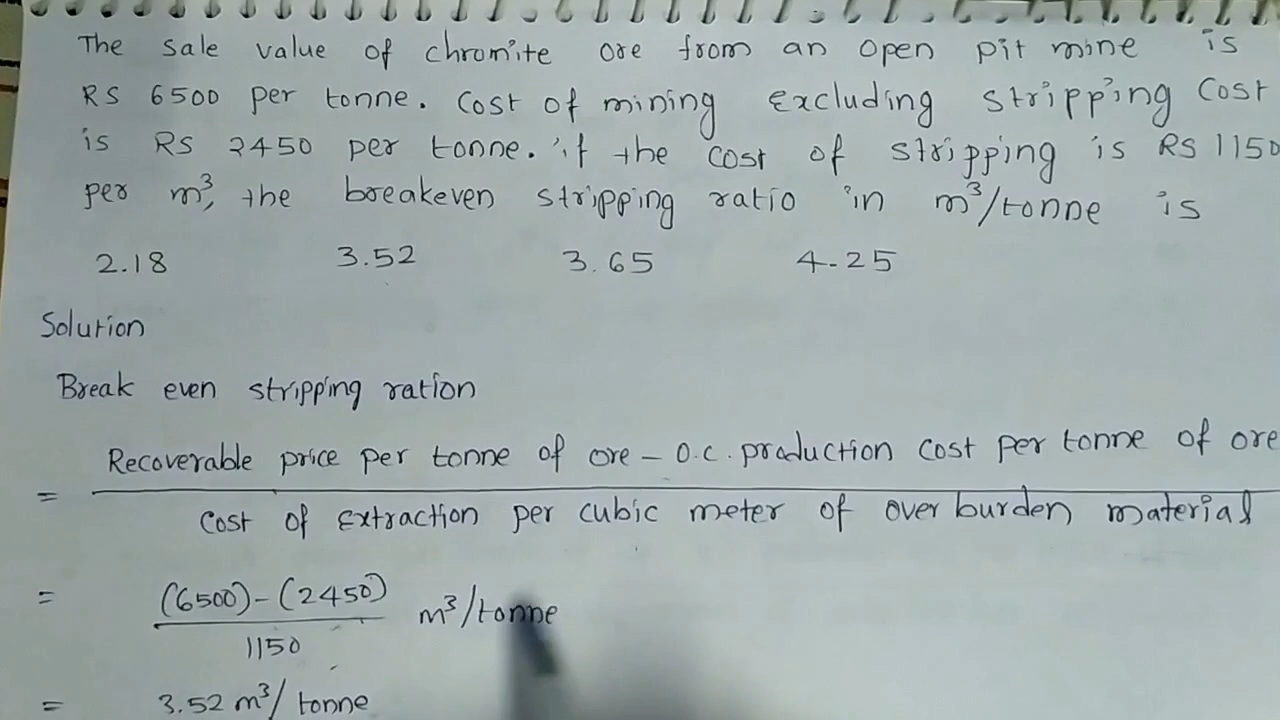 The sale value of chromite ore from an open pit mine is
RS 6500 per tonne. Cost of mining excluding stripping cost
is RS 2450 per tonne. if the cost of stripping is RS 1150
per m³, the breakeven stripping ratio in m³/tonne is
2.18 3.52 3.65 4.25
Solution
Break even stripping ration
Recoverable price per tonne of ore - O.C. production cost per tonne of ore
=
Cost of extraction per cubic meter of over burden material
= (6500)-(2450) m³/tonne
1150
= 3.52 m³/tonne